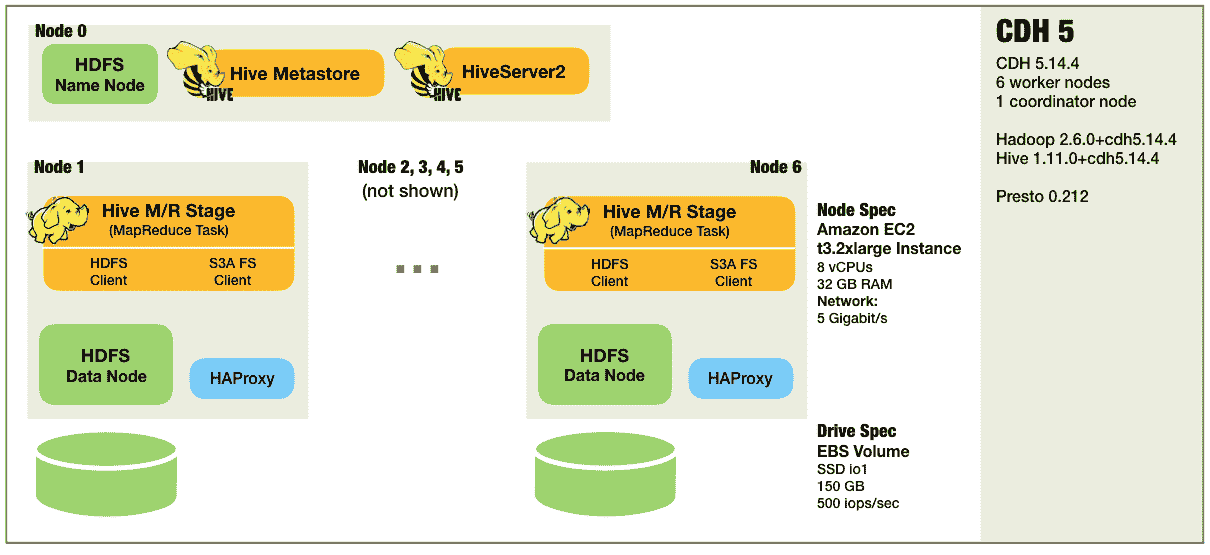 Node 0
HDFS
Name Node
HIVE
Hive Metastore
HIVE
HiveServer2
Node 1
Hive M/R Stage
(MapReduce Task)
HDFS
Client
S3A FS
Client
HDFS
Data Node
HAProxy
Node 2, 3, 4, 5
(not shown)
Node 6
Hive M/R Stage
(MapReduce Task)
HDFS
Client
S3A FS
Client
HDFS
Data Node
HAProxy
Node Spec
Amazon EC2
t3.2xlarge Instance
8 vCPUs
32 GB RAM
Network:
5 Gigabit/s
Drive Spec
EBS Volume
SSD io1
150 GB
500 iops/sec
CDH 5
CDH 5.14.4
6 worker nodes
1 coordinator node
Hadoop 2.6.0+cdh5.14.4
Hive 1.11.0+cdh5.14.4
Presto 0.212